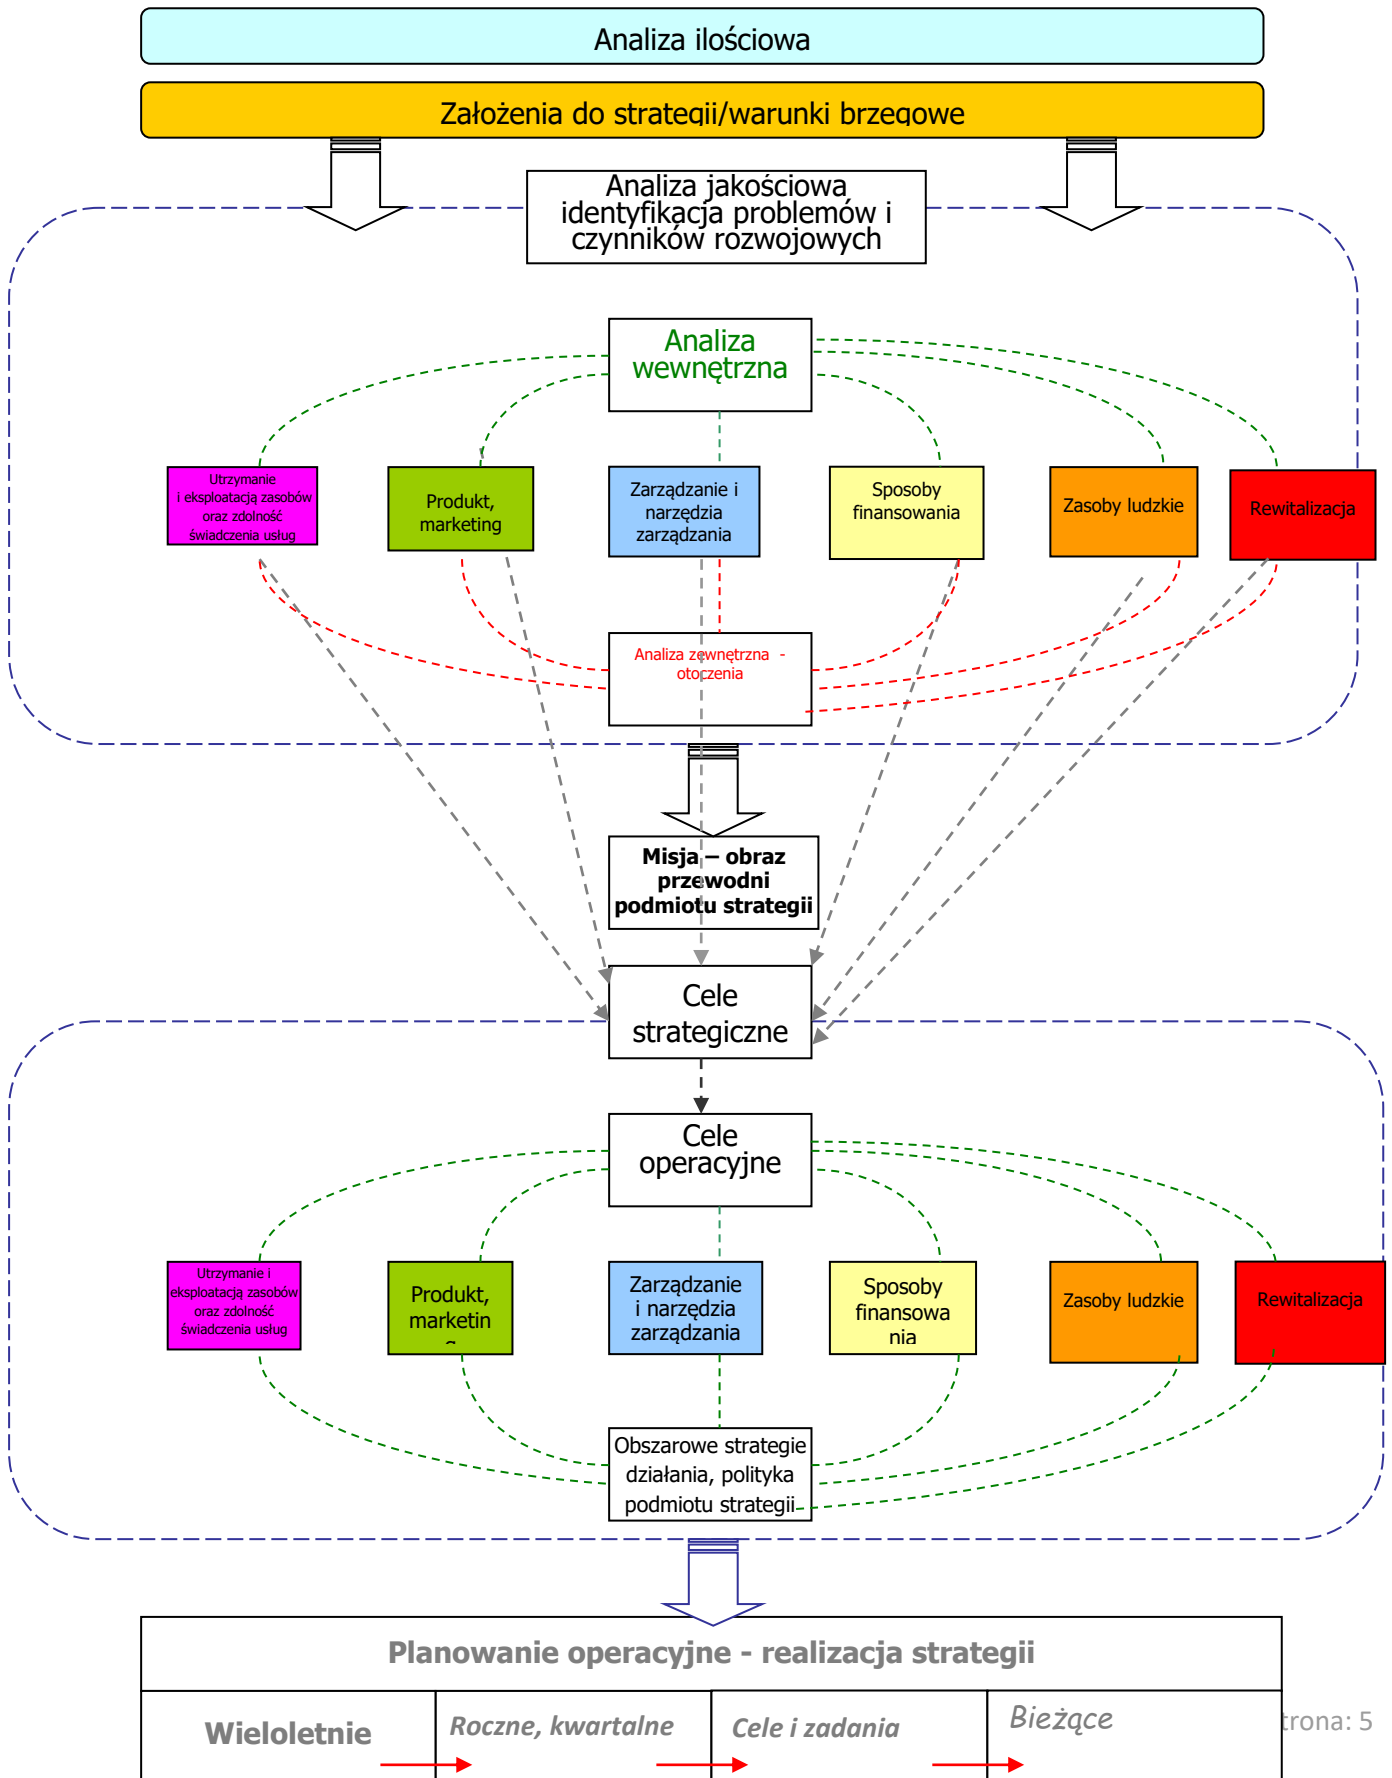 Analiza ilościowa
Założenia do strategii/warunki brzegowe
Analiza jakościowa
identyfikacja problemów i
czynników rozwojowych
Analiza
wewnętrzna
Utrzymanie
i eksploatacją zasobów
oraz zdolność
świadczenia usług
Produkt,
marketing
Zarządzanie i
narzędzia
zarządzania
Sposoby
finansowania
Zasoby ludzkie
Rewitalizacja
Analiza zewnętrzna -
otoczenia
Misja – obraz
przewodni
podmiotu strategii
Cele
strategiczne
Cele
operacyjne
Utrzymanie i
eksploatacją zasobów
oraz zdolność
świadczenia usług
Produkt,
marketin
g
Zarządzanie
i narzędzia
zarządzania
Sposoby
finansowa
nia
Zasoby ludzkie
Rewitalizacja
Obszarowe strategie
działania, polityka
podmiotu strategii
Planowanie operacyjne - realizacja strategii
Wieloletnie
Roczne, kwartalne
Cele i zadania
Bieżące
trona: 5